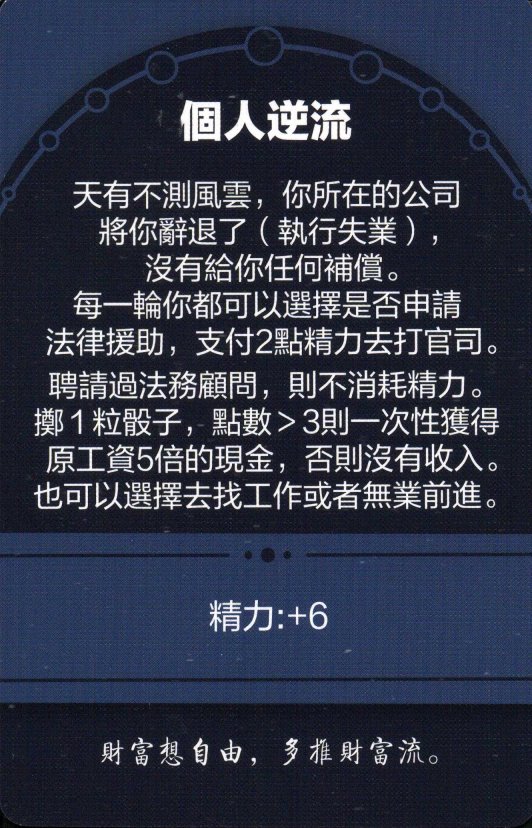 個人逆流
天有不測風雲，你所在的公司
將你辭退了（執行失業），
沒有給你任何補償。
每一輪你都可以選擇是否申請
法律援助，支付2點精力去打官司。
聘請過法務顧問，則不消耗精力。
擲1粒骰子，點數>3則一次性獲得
原工資5倍的現金，否則沒有收入。
也可以選擇去找工作或者無業前進。
精力:+6
財富想自由，多推財富流。